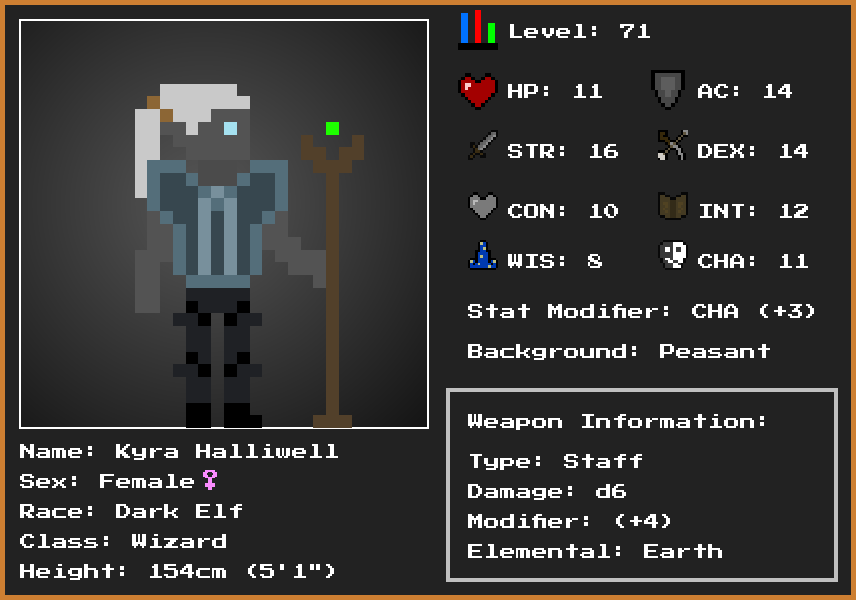 Level: 71
HP: 11 AC: 14
STR: 16 DEX: 14
CON: 10 INT: 12
WIS: 8 CHA: 11
Stat Modifier: CHA (+3)
Background: Peasant
Weapon Information:
Type: Staff
Damage: d6
Modifier: (+4)
Elemental: Earth
Name: Kyra Halliwell
Sex: Female♀
Race: Dark Elf
Class: Wizard
Height: 154cm (5'1")